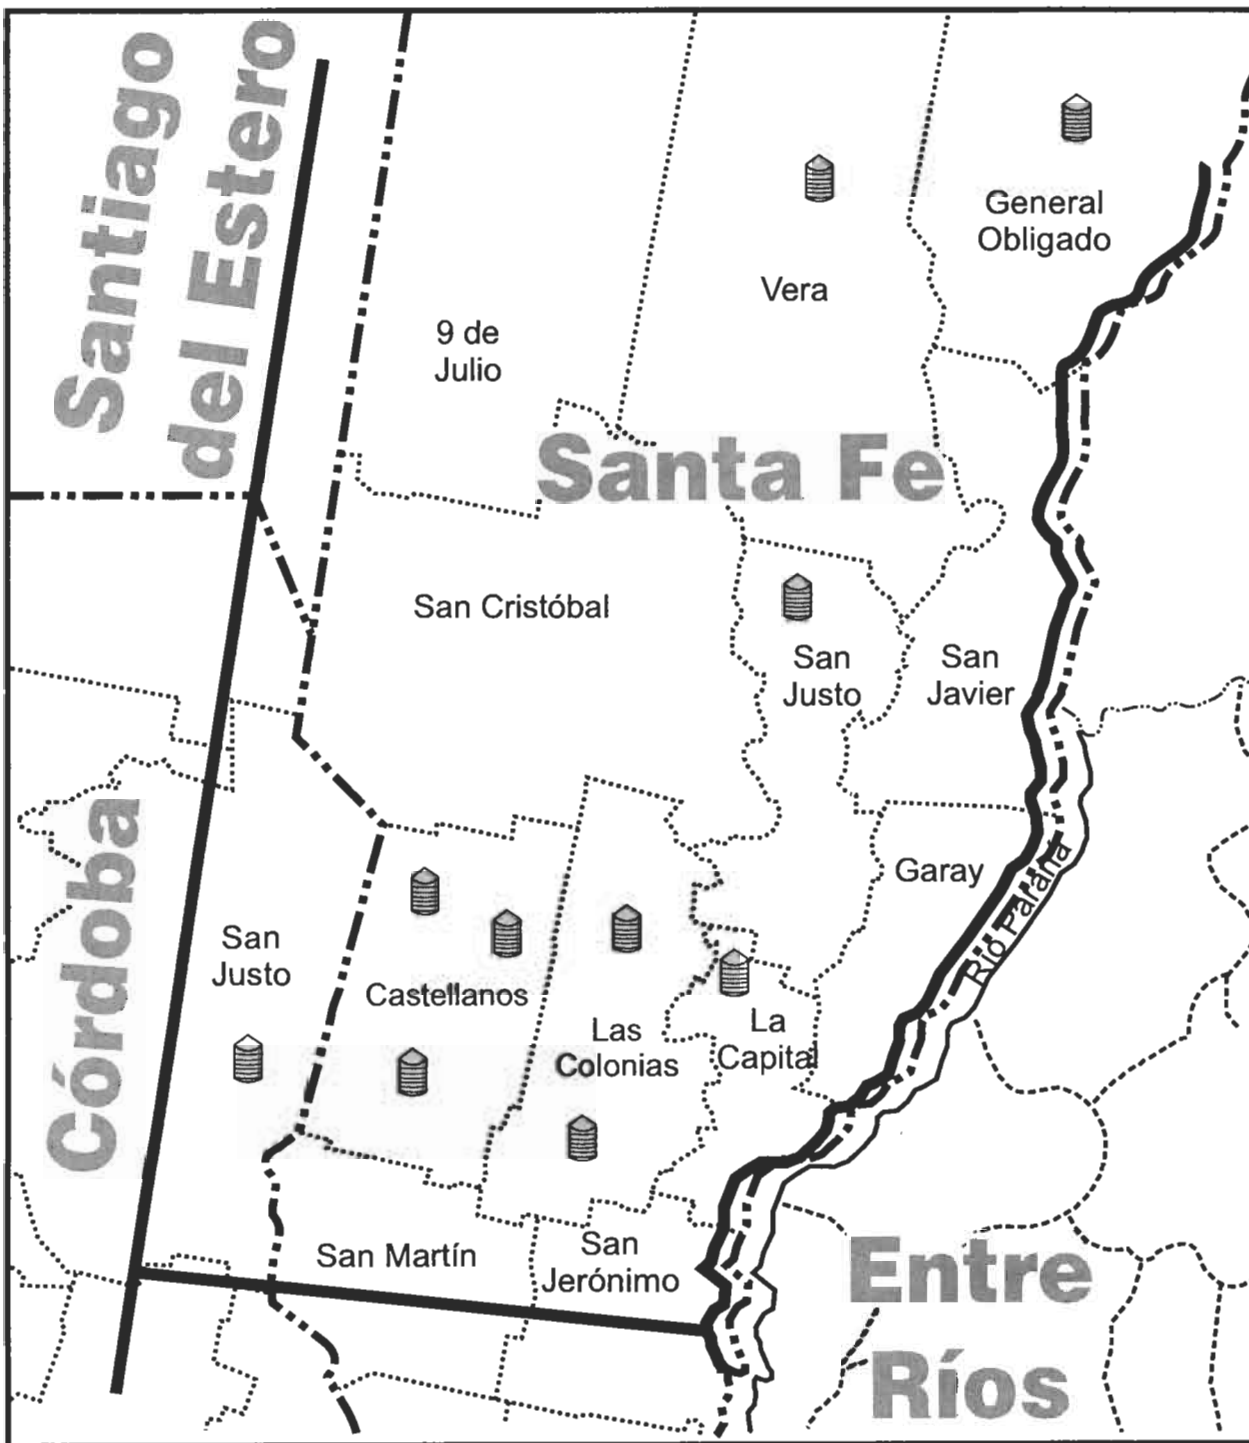 Santiago
del Estero
General
Obligado
Vera
9 de
Julio
Santa Fe
San Cristóbal
San
Justo
San
Javier
Córdoba
Garay
Río Paraná
San
Justo
Castellanos
Las
Colonias
La
Capital
San Martín
San
Jerónimo
Entre
Ríos